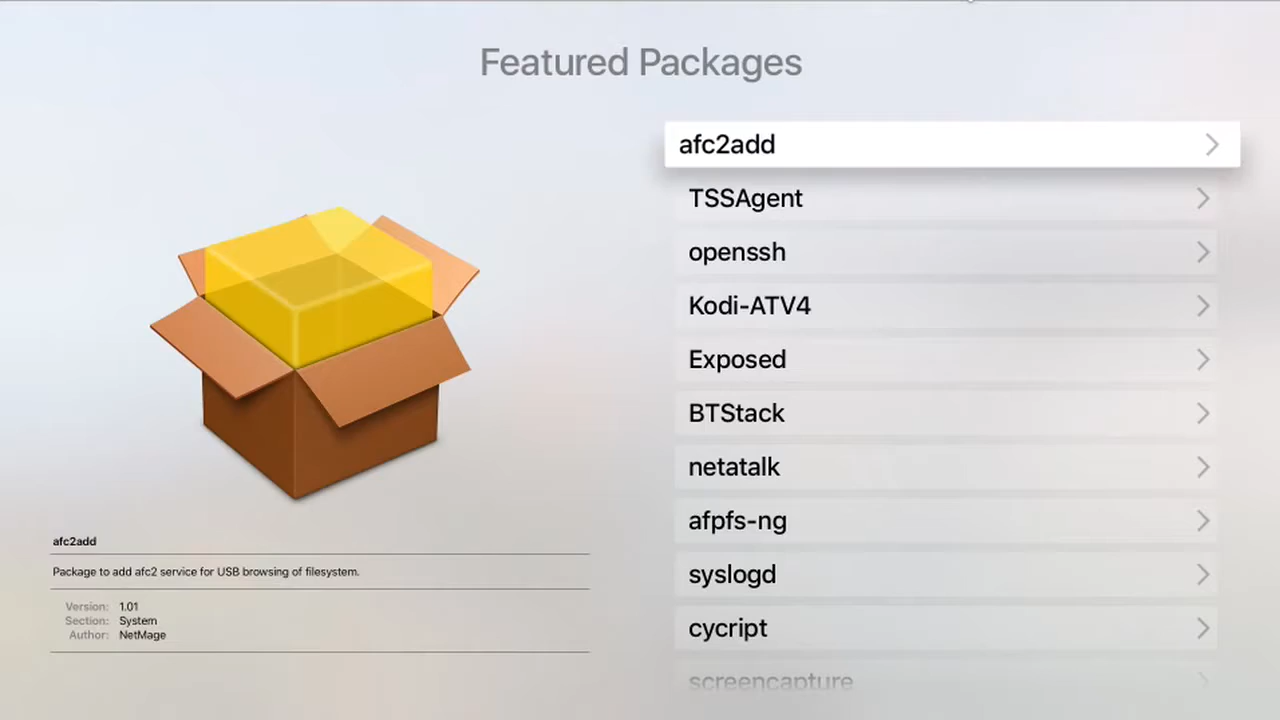 Featured Packages
afc2add
TSSAgent
openssh
Kodi-ATV4
Exposed
BTStack
netatalk
afpfs-ng
syslogd
cycript
screencapture
afc2add
Package to add afc2 service for USB browsing of filesystem.
Version: 1.01
Section: System
Author: NetMage